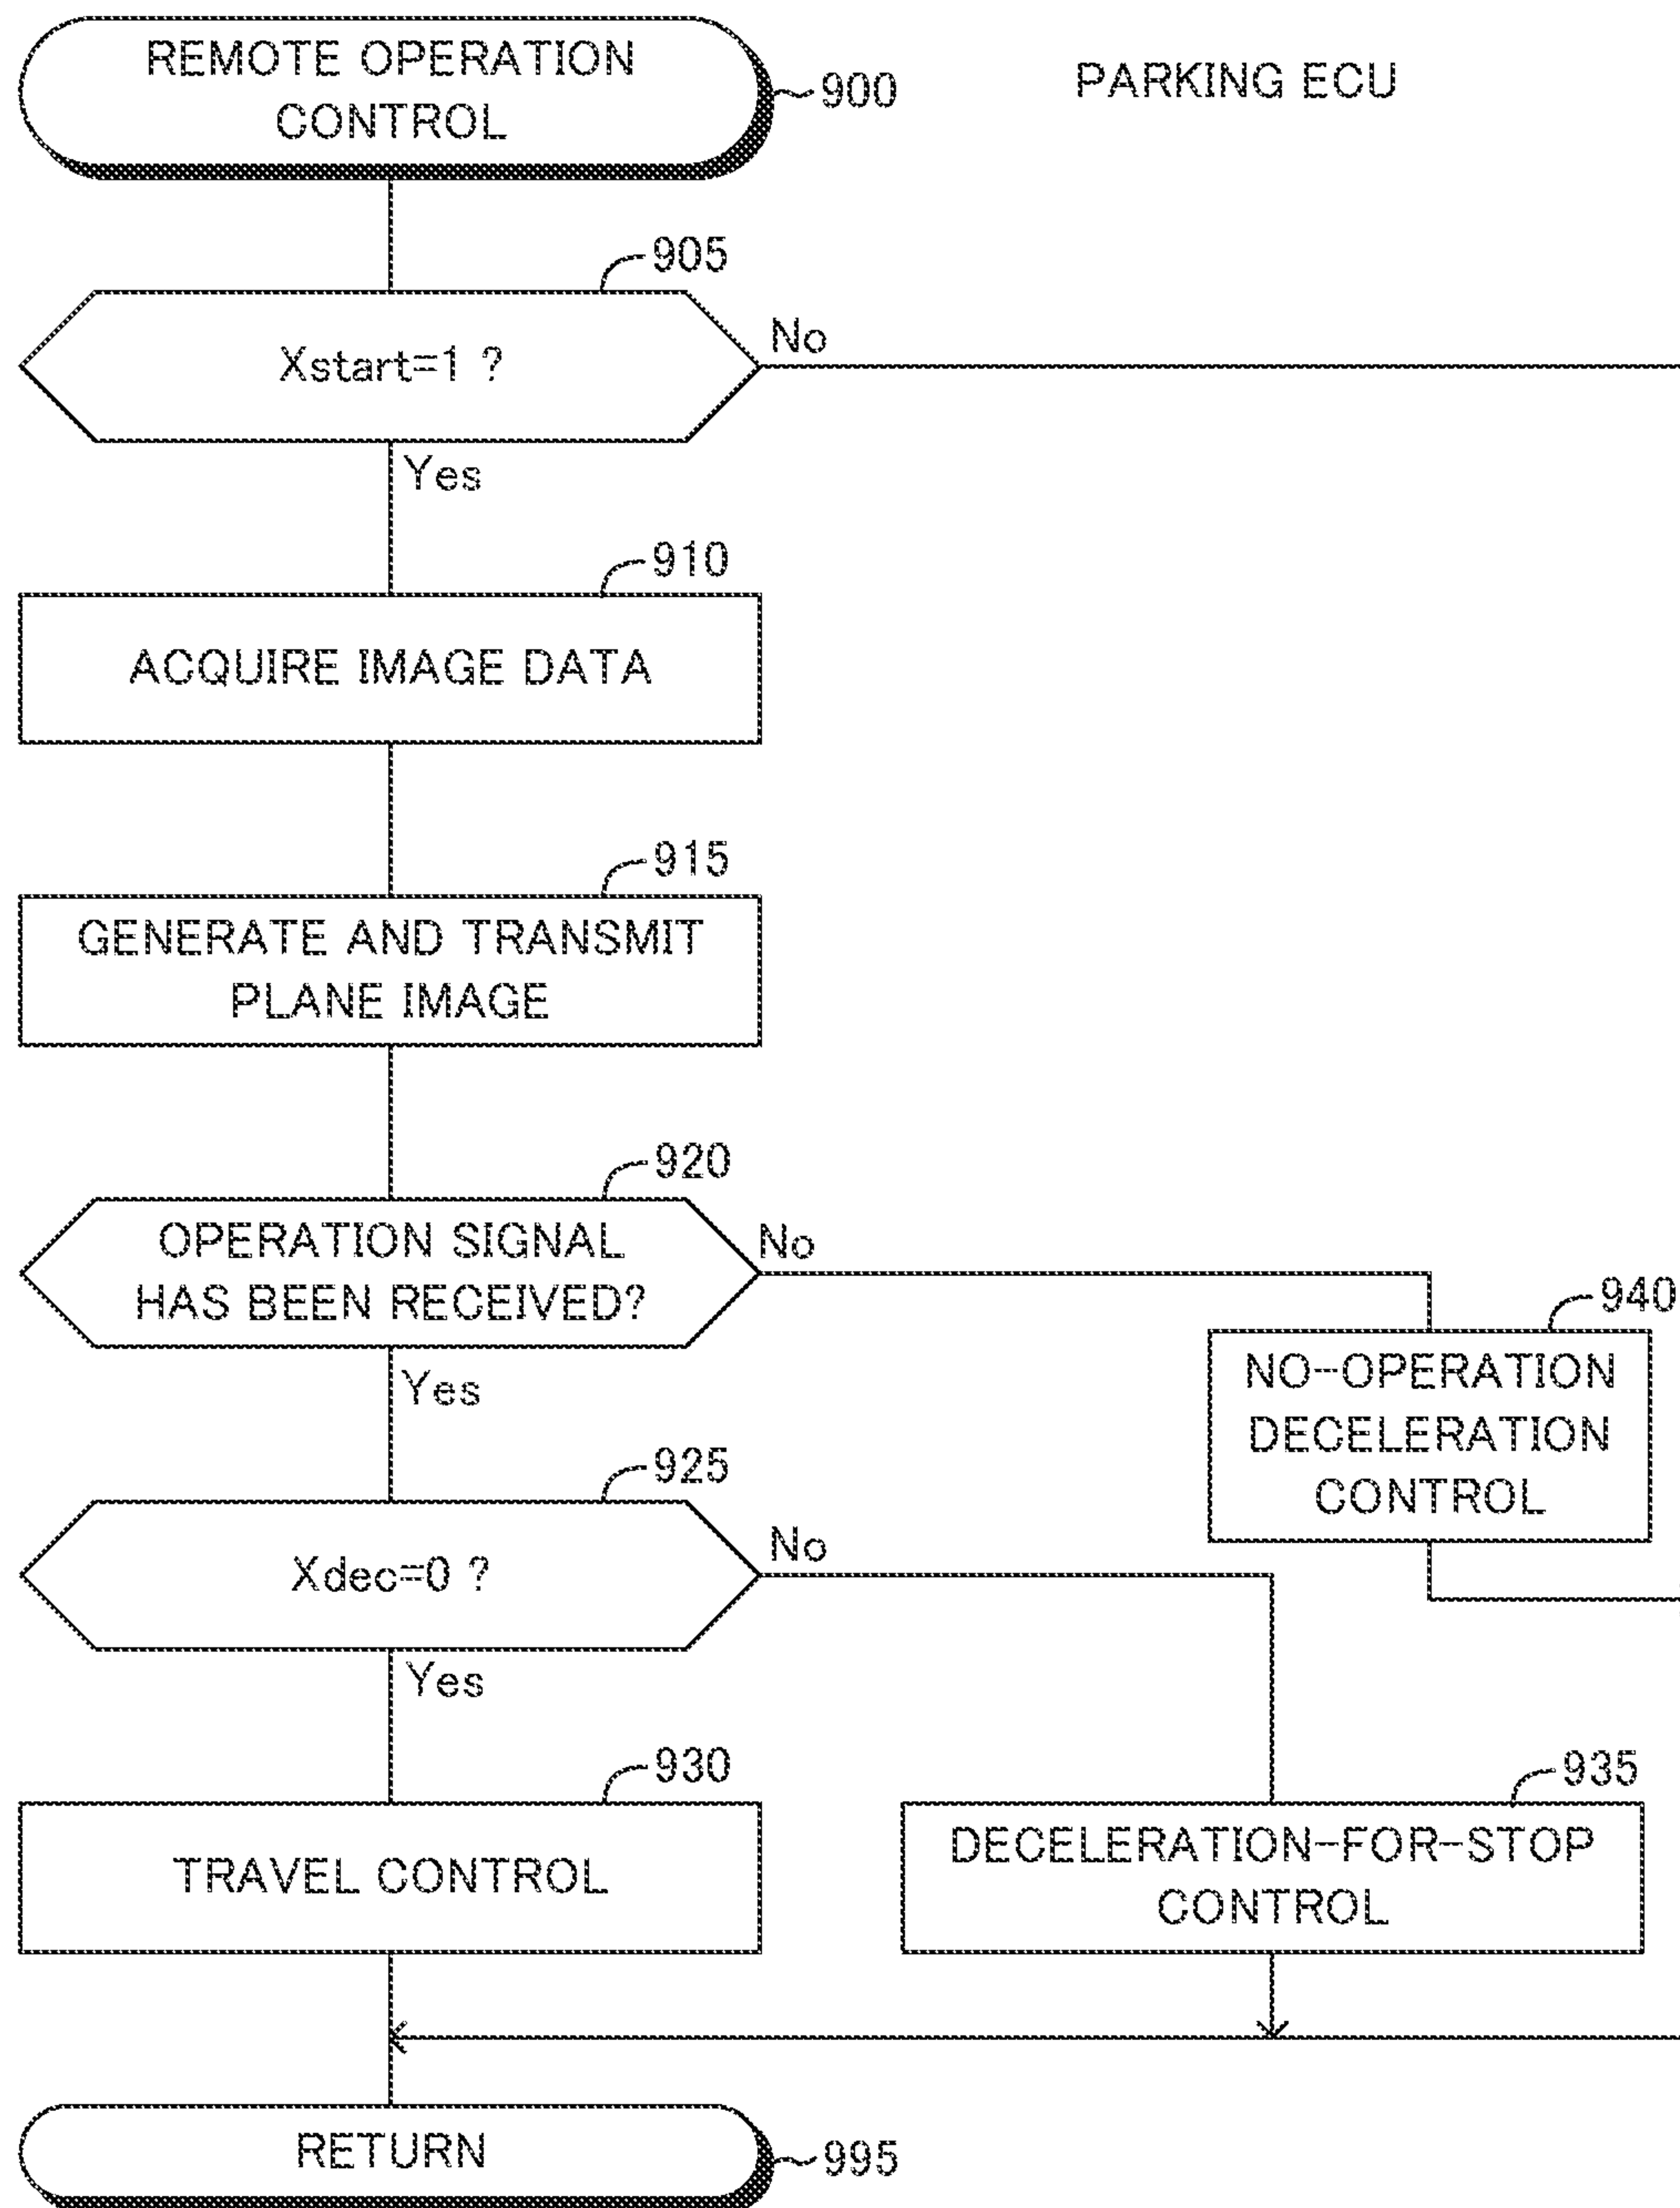 REMOTE OPERATION
CONTROL
900
PARKING ECU
905
Xstart=1 ?
No
Yes
910
ACQUIRE IMAGE DATA
915
GENERATE AND TRANSMIT
PLANE IMAGE
920
OPERATION SIGNAL
HAS BEEN RECEIVED?
No
Yes
940
NO-OPERATION
DECELERATION
CONTROL
925
Xdec=0 ?
No
Yes
930
TRAVEL CONTROL
935
DECELERATION-FOR-STOP
CONTROL
RETURN
995